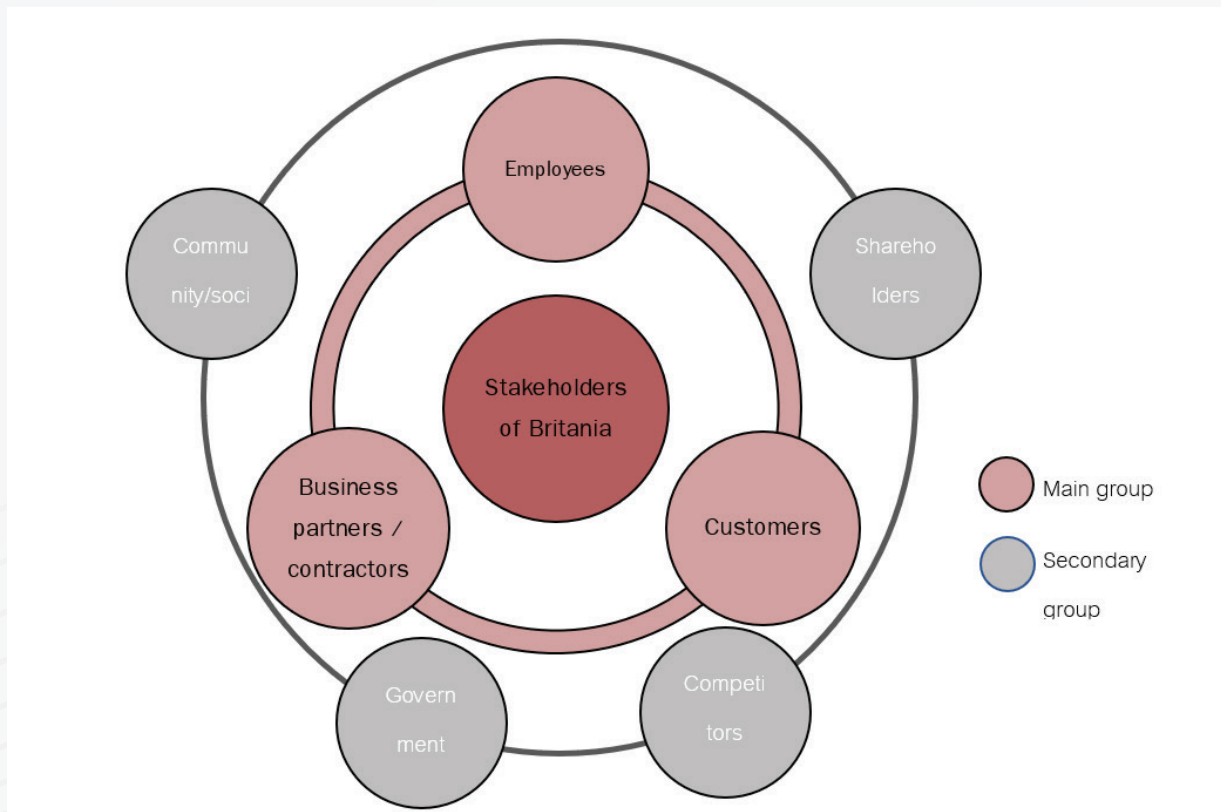 Employees
Commu
nity/soci
Shareho
lders
Stakeholders
of Britania
Business
partners /
contractors
Customers
Govern
ment
Competi
tors
Main group
Secondary
group